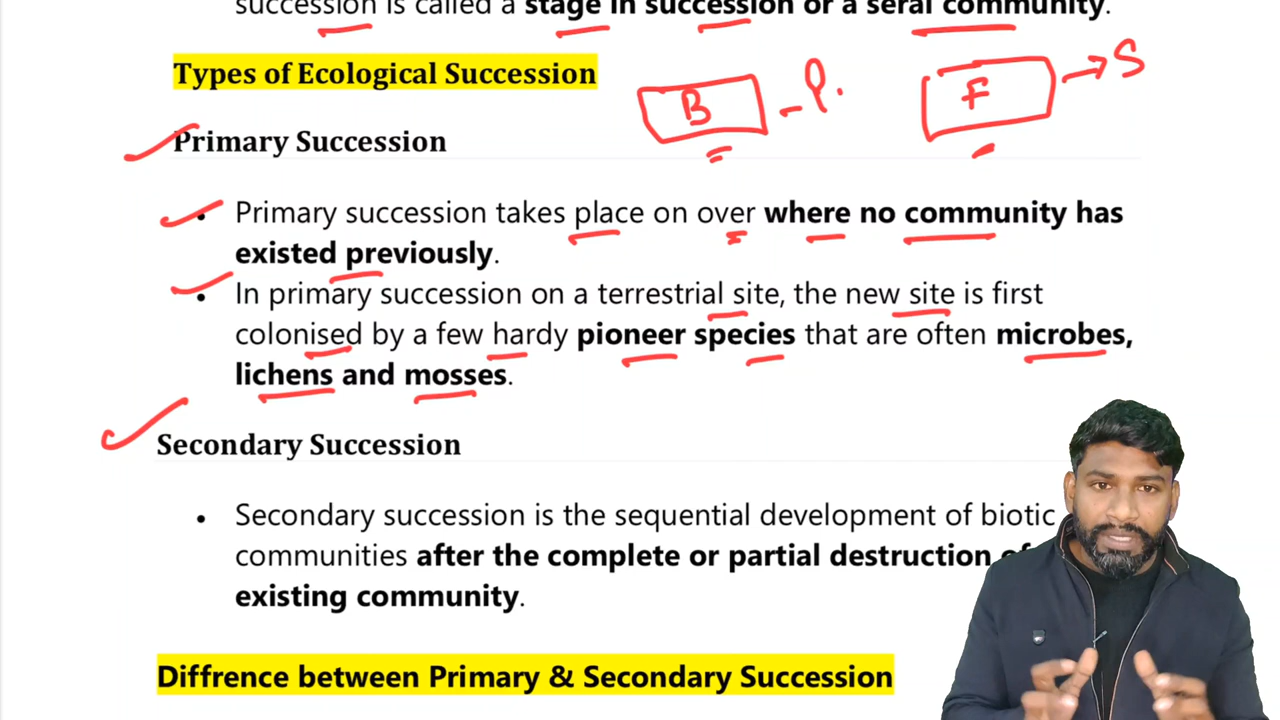 succession is called a stage in succession or a seral community.
Types of Ecological Succession
B - P.
F → S
Primary Succession
• Primary succession takes place on over where no community has
existed previously.
• In primary succession on a terrestrial site, the new site is first
colonised by a few hardy pioneer species that are often microbes,
lichens and mosses.
Secondary Succession
• Secondary succession is the sequential development of biotic
communities after the complete or partial destruction of
existing community.
Diffrence between Primary & Secondary Succession